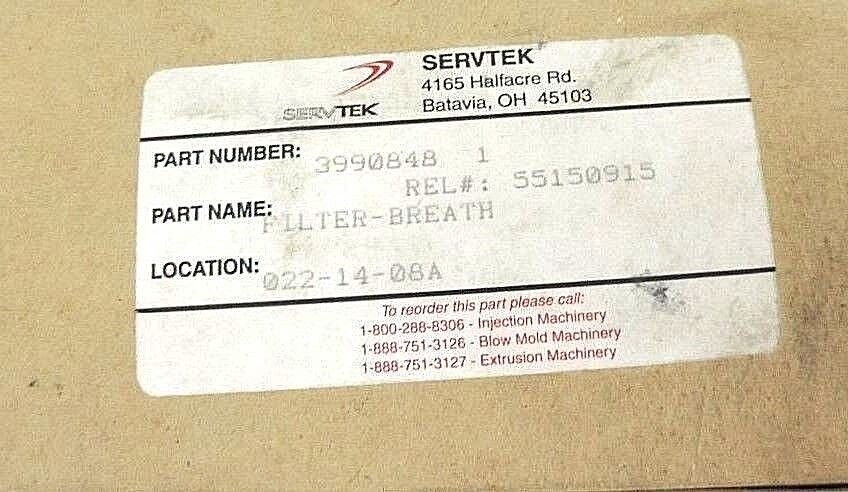 SERVTEK
SERVTEK
4165 Halfacre Rd.
Batavia, OH 45103
PART NUMBER: 3990848 1
REL#: 55150915
PART NAME: FILTER-BREATH
LOCATION: 022-14-08A
To reorder this part please call:
1-800-288-8306 - Injection Machinery
1-888-751-3126 - Blow Mold Machinery
1-888-751-3127 - Extrusion Machinery